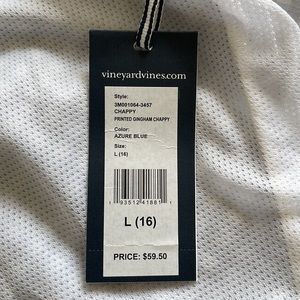 vineyardvines.com
Style:
3M001064-3457
CHAPPY
PRINTED GINGHAM CHAPPY
Color:
AZURE BLUE
Size:
L (16)
L (16)
PRICE: $59.50